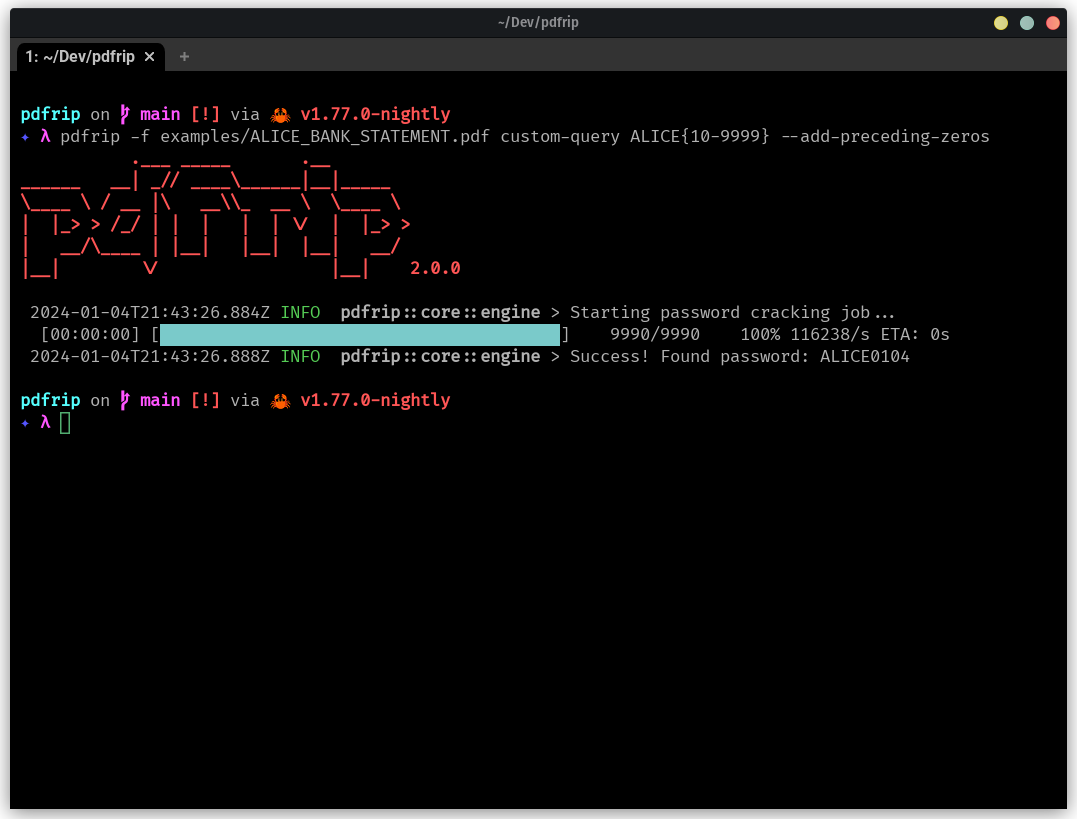 ~/Dev/pdfrip
1: ~/Dev/pdfrip × +
pdfrip on main [!] via 🦀 v1.77.0-nightly
✦ λ pdfrip -f examples/ALICE_BANK_STATEMENT.pdf custom-query ALICE{10-9999} --add-preceding-zeros
pdfrip
2.0.0
2024-01-04T21:43:26.884Z INFO pdfrip::core::engine > Starting password cracking job...
[00:00:00] [ ] 9990/9990 100% 116238/s ETA: 0s
2024-01-04T21:43:26.888Z INFO pdfrip::core::engine > Success! Found password: ALICE0104
pdfrip on main [!] via 🦀 v1.77.0-nightly
✦ λ